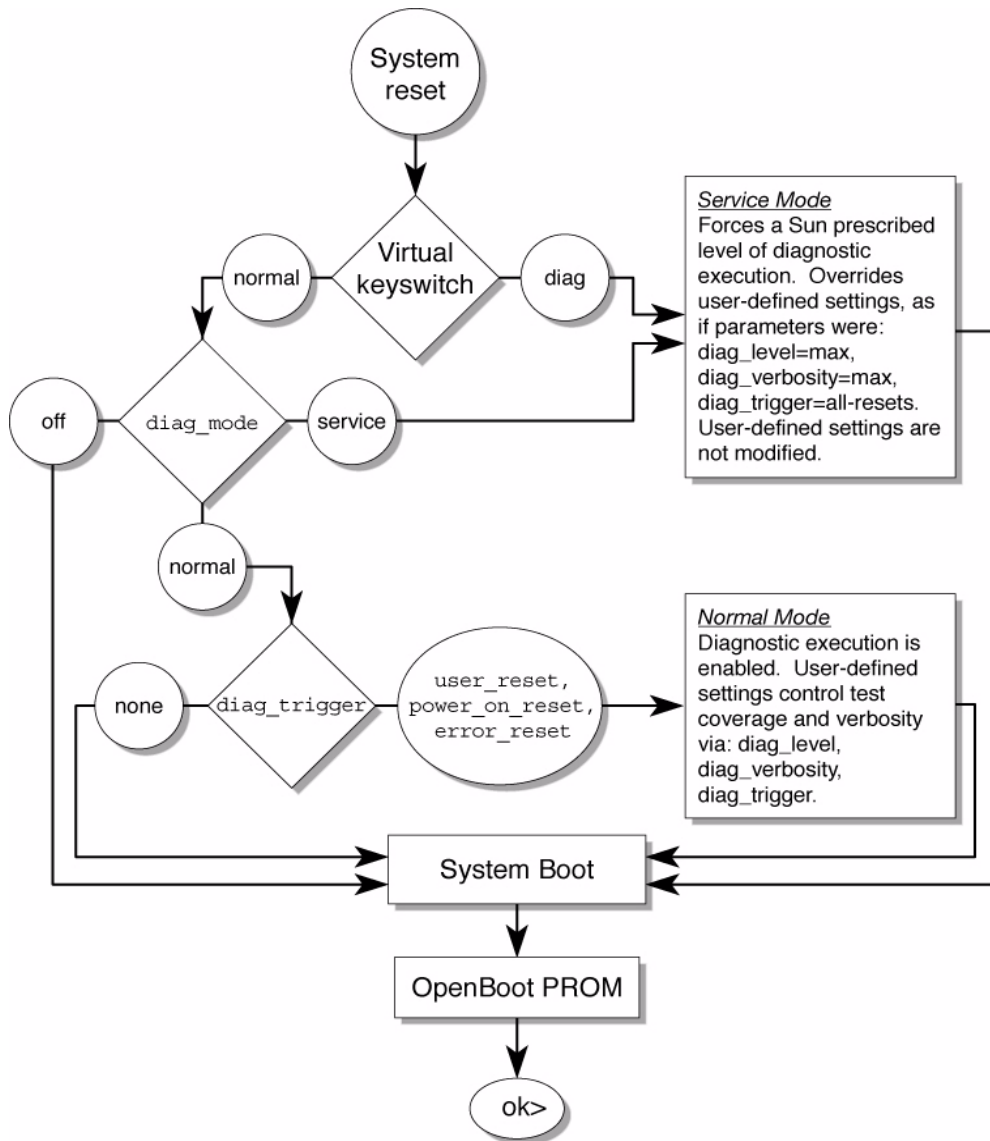 System
reset
Virtual
keyswitch
normal
diag
Service Mode
Forces a Sun prescribed
level of diagnostic
execution.  Overrides
user-defined settings, as
if parameters were:
diag_level=max,
diag_verbosity=max,
diag_trigger=all-resets.
User-defined settings are
not modified.
off
diag_mode
service
normal
none
diag_trigger
user_reset,
power_on_reset,
error_reset
Normal Mode
Diagnostic execution is
enabled.  User-defined
settings control test
coverage and verbosity
via: diag_level,
diag_verbosity,
diag_trigger.
System Boot
OpenBoot PROM
ok>